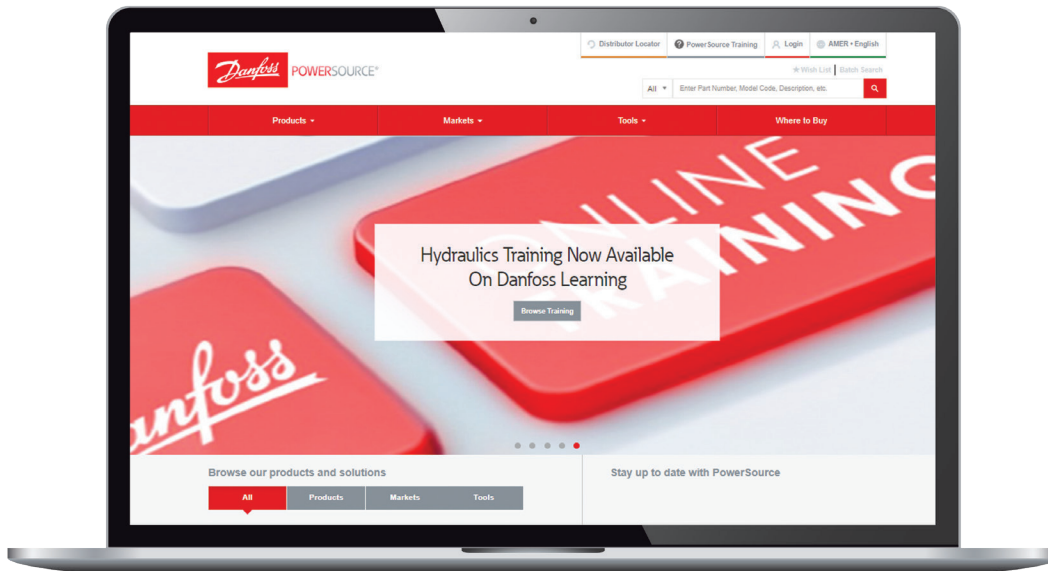 Distributor Locator
PowerSource Training
Login
AMER • English
Danfoss
POWERSOURCE®
Wish List
Batch Search
All
Enter Part Number, Model Code, Description, etc.
Products
Markets
Tools
Where to Buy
ONLINE
TRAINING
Hydraulics Training Now Available
On Danfoss Learning
Browse Training
Danfoss
Browse our products and solutions
Stay up to date with PowerSource
All
Products
Markets
Tools